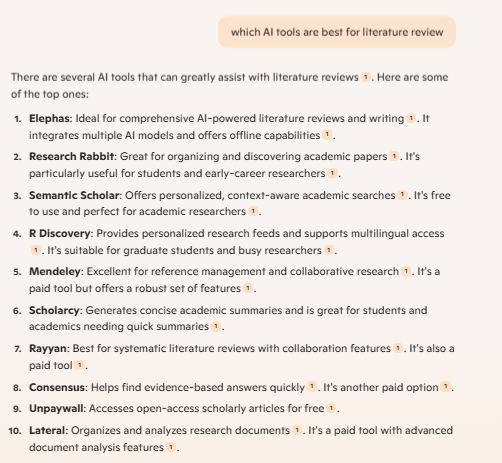 which AI tools are best for literature review
There are several AI tools that can greatly assist with literature reviews 1. Here are some
of the top ones:
1. Elephas: Ideal for comprehensive AI-powered literature reviews and writing 1. It
integrates multiple AI models and offers offline capabilities 1.
2. Research Rabbit: Great for organizing and discovering academic papers 1. It's
particularly useful for students and early-career researchers 1.
3. Semantic Scholar: Offers personalized, context-aware academic searches 1. It's free
to use and perfect for academic researchers 1.
4. R Discovery: Provides personalized research feeds and supports multilingual access
1. It's suitable for graduate students and busy researchers 1.
5. Mendeley: Excellent for reference management and collaborative research 1. It's a
paid tool but offers a robust set of features 1.
6. Scholarcy: Generates concise academic summaries and is great for students and
academics needing quick summaries 1.
7. Rayyan: Best for systematic literature reviews with collaboration features 1. It's also a
paid tool 1.
8. Consensus: Helps find evidence-based answers quickly 1. It's another paid option 1.
9. Unpaywall: Accesses open-access scholarly articles for free 1.
10. Lateral: Organizes and analyzes research documents 1. It's a paid tool with advanced
document analysis features 1.